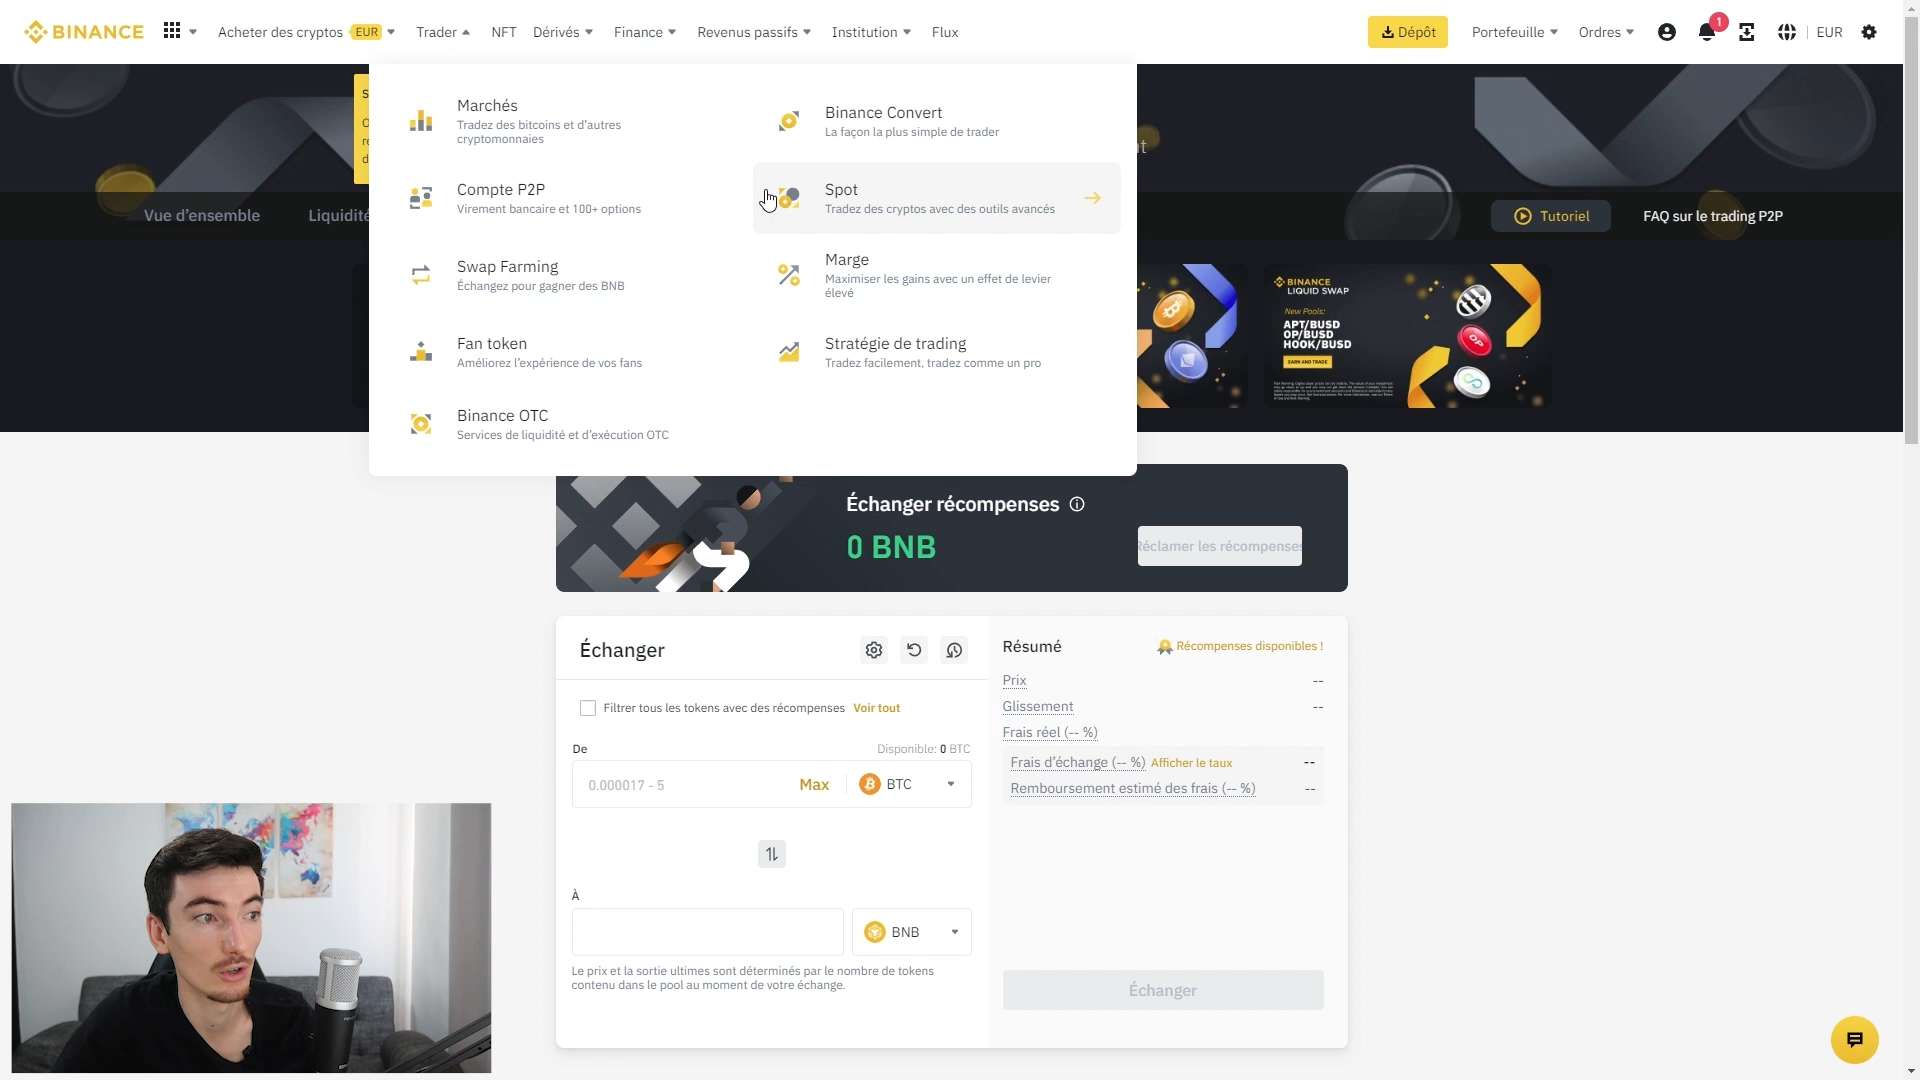 BINANCE
Acheter des cryptos EUR
Trader
NFT
Dérivés
Finance
Revenus passifs
Institution
Flux
Dépôt
Portefeuille
Ordres
1
EUR
Marchés
Tradez des bitcoins et d'autres
cryptomonnaies
Binance Convert
La façon la plus simple de trader
Compte P2P
Virement bancaire et 100+ options
Spot
Tradez des cryptos avec des outils avancés
Swap Farming
Échangez pour gagner des BNB
Marge
Maximiser les gains avec un effet de levier
élevé
Fan token
Améliorez l'expérience de vos fans
Stratégie de trading
Tradez facilement, tradez comme un pro
Binance OTC
Services de liquidité et d'exécution OTC
Vue d'ensemble
Liquidité
Tutoriel
FAQ sur le trading P2P
BINANCE
LIQUID SWAP
New Pools:
APT/BUSD
OP/BUSD
HOOK/BUSD
EARN AND TRADE
OP
Échanger récompenses
0 BNB
Réclamer les récompenses
Échanger
Filtrer tous les tokens avec des récompenses Voir tout
De
Disponible: 0 BTC
0.000017 - 5
Max
BTC
À
BNB
Le prix et la sortie ultimes sont déterminés par le nombre de tokens
contenu dans le pool au moment de votre échange.
Résumé
Récompenses disponibles !
Prix --
Glissement --
Frais réel (-- %)
Frais d'échange (-- %) Afficher le taux --
Remboursement estimé des frais (-- %) --
Échanger